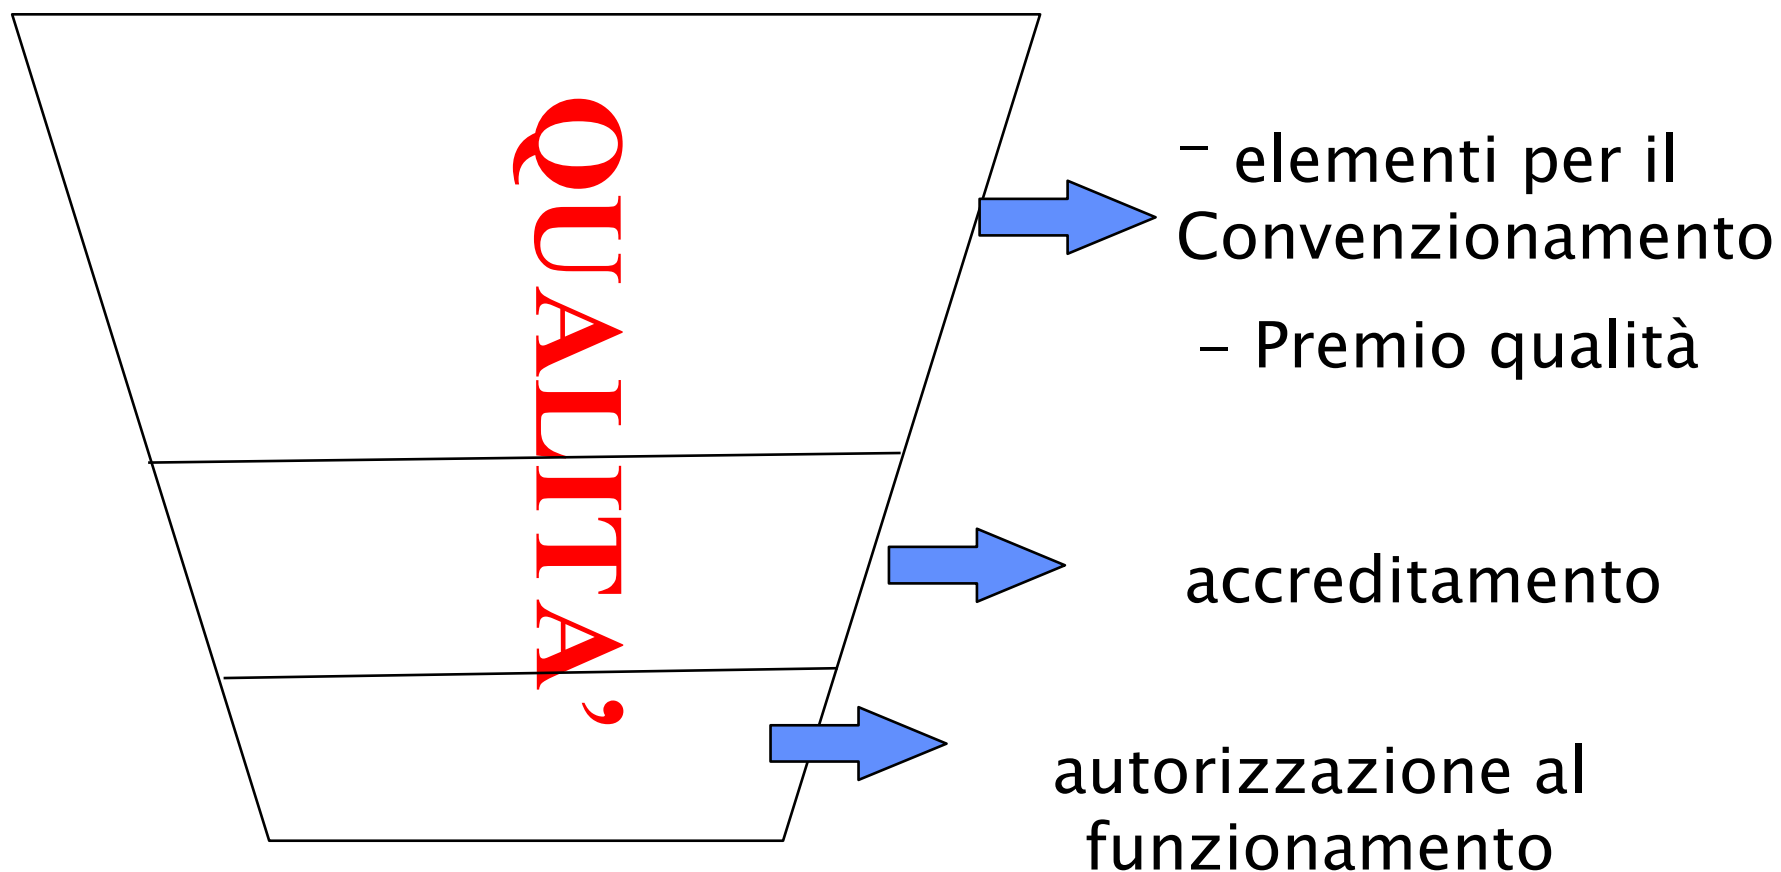 QUALITA’
– elementi per il
Convenzionamento
– Premio qualità
accreditamento
autorizzazione al
funzionamento